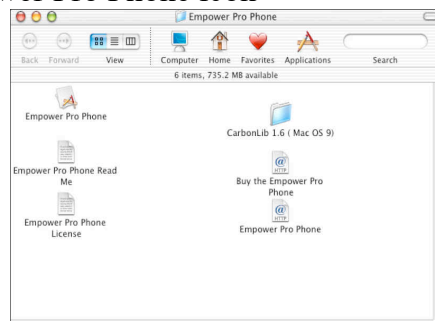 Empower Pro Phone
Back Forward View Computer Home Favorites Applications Search
6 items, 735.2 MB available
Empower Pro Phone
CarbonLib 1.6 ( Mac OS 9)
Empower Pro Phone Read
Me
Buy the Empower Pro
Phone
HTTP
Empower Pro Phone
License
Empower Pro Phone
HTTP